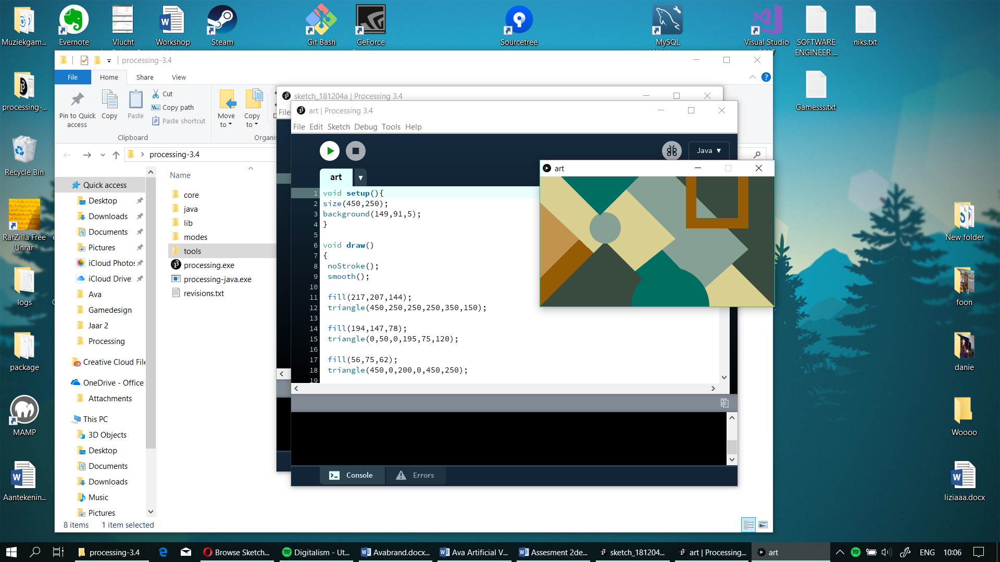 Muziekgam...
Evernote
Vlucht
Workshop
Steam
Git Bash
GeForce
Sourcetree
MySQL
Visual Studio
2017
SOFTWARE
ENGINEER ...
niks.txt
processing-...
Gamesss.txt
Recycle Bin
RarZilla Free
Unrar
logs
package
MAMP
Aantekenin...
New folder
foon
danie
Woooo
liziaaa.docx
processing-3.4
File
Home
Share
View
Pin to Quick
access
Copy
Paste
Cut
Copy path
Paste shortcut
Move
to
Copy
to
Clipboard
Organis
processing-3.4
Quick access
Desktop
Downloads
Documents
Pictures
iCloud Photos
iCloud Drive
Ava
Gamedesign
Jaar 2
Processing
Creative Cloud File
OneDrive - Office
Attachments
This PC
3D Objects
Desktop
Documents
Downloads
Music
Pictures
Name
core
java
lib
modes
tools
processing.exe
processing-java.exe
revisions.txt
8 items
1 item selected
sketch_181204a | Processing 3.4
File
art | Processing 3.4
File Edit Sketch Debug Tools Help
Java ▼
art
▼
1 void setup(){
2 size(450,250);
3 background(149,91,5);
4 }
5
6 void draw()
7 {
8 noStroke();
9 smooth();
10
11 fill(217,207,144);
12 triangle(450,250,250,250,350,150);
13
14 fill(194,147,78);
15 triangle(0,50,0,195,75,120);
16
17 fill(56,75,62);
18 triangle(450,0,200,0,450,250);
19
Console
Errors
art
processing-3.4
Browse Sketch...
Digitalism - Ut...
Avabrand.docx...
Ava Artificial V...
Assesment 2de...
sketch_181204...
art | Processing...
art
ENG
10:06